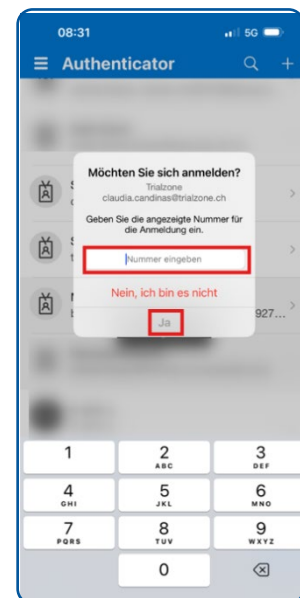 08:31
5G
Authenticator
Möchten Sie sich anmelden?
Trialzone
claudia.candinas@trialzone.ch
Geben Sie die angezeigte Nummer für
die Anmeldung ein.
Nummer eingeben
Nein, ich bin es nicht
927...
Ja
1
2
ABC
3
DEF
4
GHI
5
JKL
6
MNO
7
PQRS
8
TUV
9
WXYZ
0